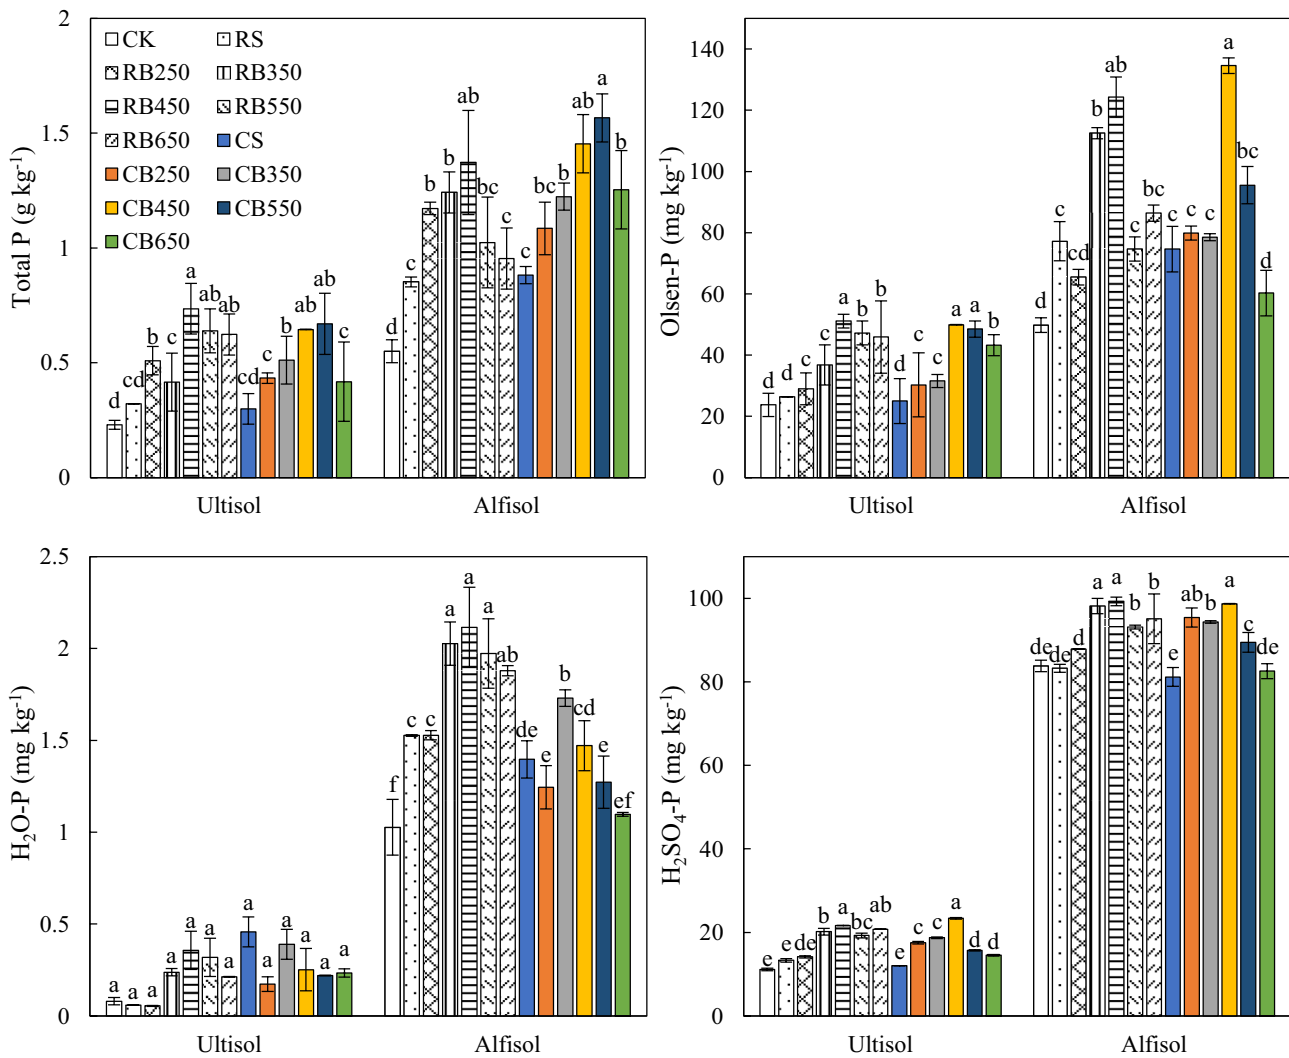 2
1.5
1
0.5
0
Total P (g kg-1)
CK RS
RB250 RB350
RB450 RB550
RB650 CS
CB250 CB350
CB450 CB550
CB650
d cd b c a ab ab cd c b ab ab c
d c b b ab bc c c bc b ab a b
Ultisol Alfisol
140
120
100
80
60
40
20
0
Olsen-P (mg kg-1)
d d c c a b b c c c a a b
d c cd b ab c bc c c c a bc d
Ultisol Alfisol
2.5
2
1.5
1
0.5
0
H2O-P (mg kg-1)
a a a a a a a a a a a a a
f c c a a a ab de e b cd e ef
Ultisol Alfisol
100
80
60
40
20
0
H2SO4-P (mg kg-1)
e e de b a bc ab e c c a d d
de de d a a b b e ab b a c de
Ultisol Alfisol